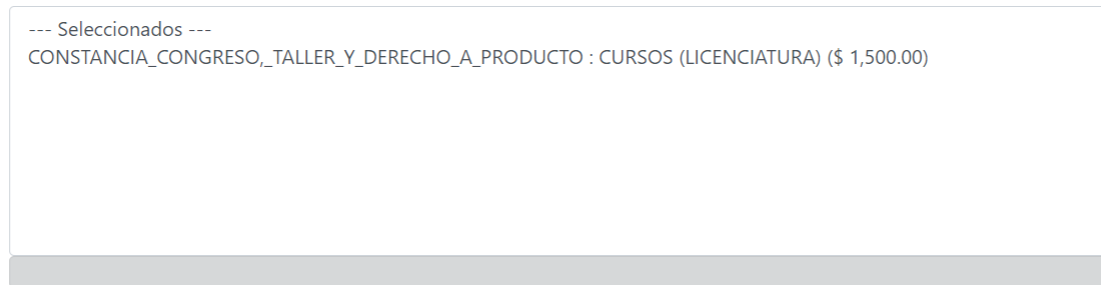 --- Seleccionados ---
CONSTANCIA_CONGRESO,_TALLER_Y_DERECHO_A_PRODUCTO : CURSOS (LICENCIATURA) ($ 1,500.00)